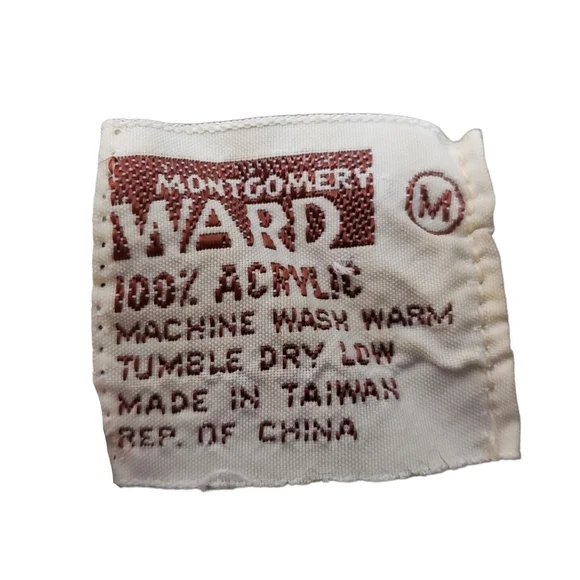 MONTGOMERY
WARD
M
100% ACRYLIC
MACHINE WASH WARM
TUMBLE DRY LOW
MADE IN TAIWAN
REP. OF CHINA